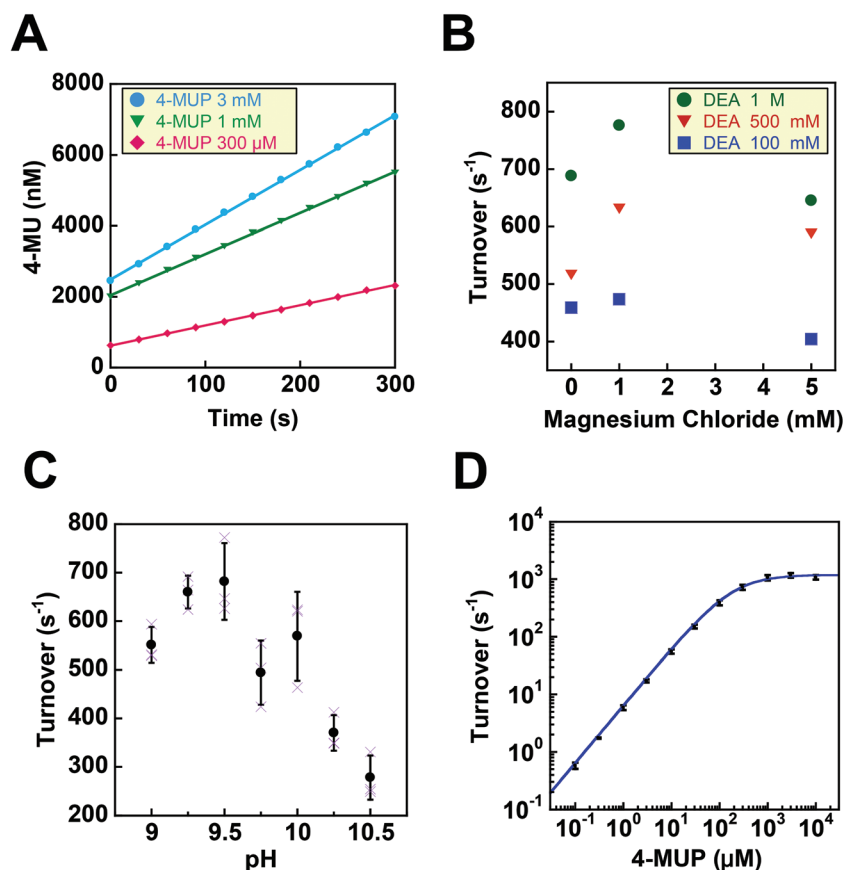 A
8000
6000
4000
2000
0
4-MU (nM)
4-MUP 3 mM
4-MUP 1 mM
4-MUP 300 µM
0 100 200 300
Time (s)
B
800
700
600
500
400
Turnover (s⁻¹)
DEA 1 M
DEA 500 mM
DEA 100 mM
0 1 2 3 4 5
Magnesium Chloride (mM)
C
800
700
600
500
400
300
200
Turnover (s⁻¹)
9 9.5 10 10.5
pH
D
10⁴
10³
10²
10¹
10⁰
10⁻¹
Turnover (s⁻¹)
10⁻¹ 10⁰ 10¹ 10² 10³ 10⁴
4-MUP (µM)